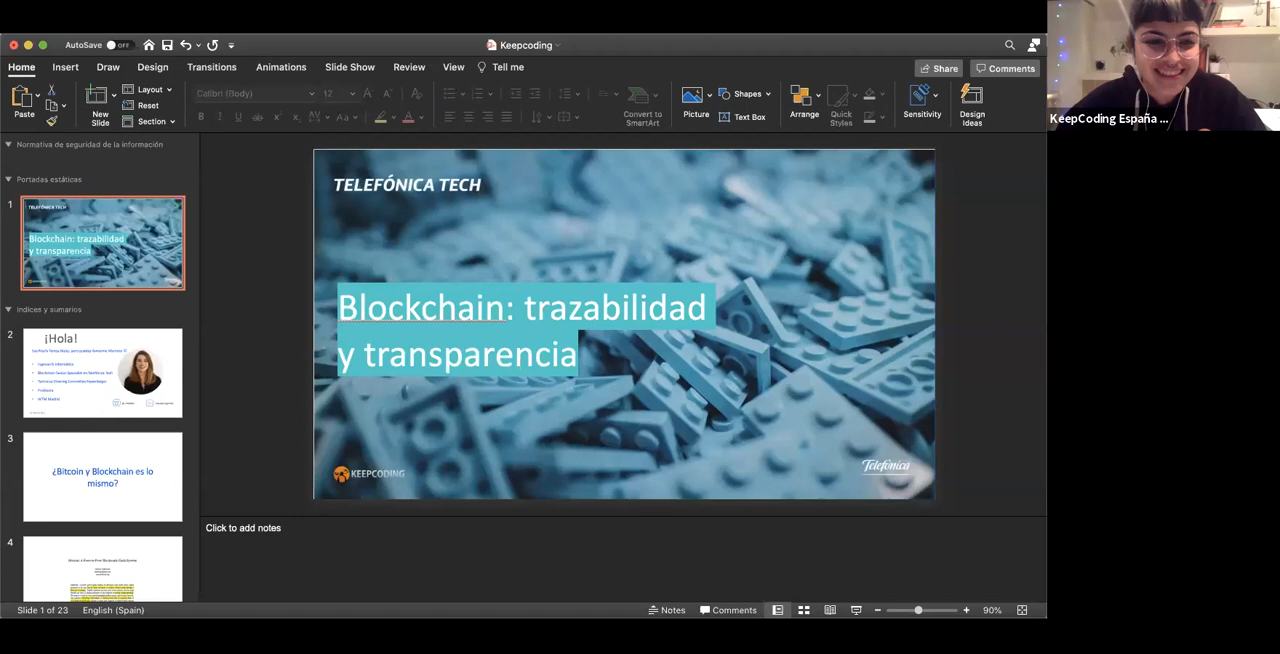 AutoSave OFF
Keepcoding
KeepCoding España ...
Home Insert Draw Design Transitions Animations Slide Show Review View Tell me
Share Comments
Paste
New
Slide
Layout
Reset
Section
Calibri (Body) 12
Convert to
SmartArt
Picture
Shapes
Text Box
Arrange
Quick
Styles
Sensitivity
Design
Ideas
Normativa de seguridad de la información
Portadas estáticas
1
TELEFÓNICA TECH
Blockchain: trazabilidad
y transparencia
Indices y sumarios
2
¡Hola!
3
¿Bitcoin y Blockchain es lo
mismo?
4
TELEFÓNICA TECH
Blockchain: trazabilidad
y transparencia
KEEPCODING
Telefónica
Click to add notes
Slide 1 of 23 English (Spain)
Notes Comments 90%